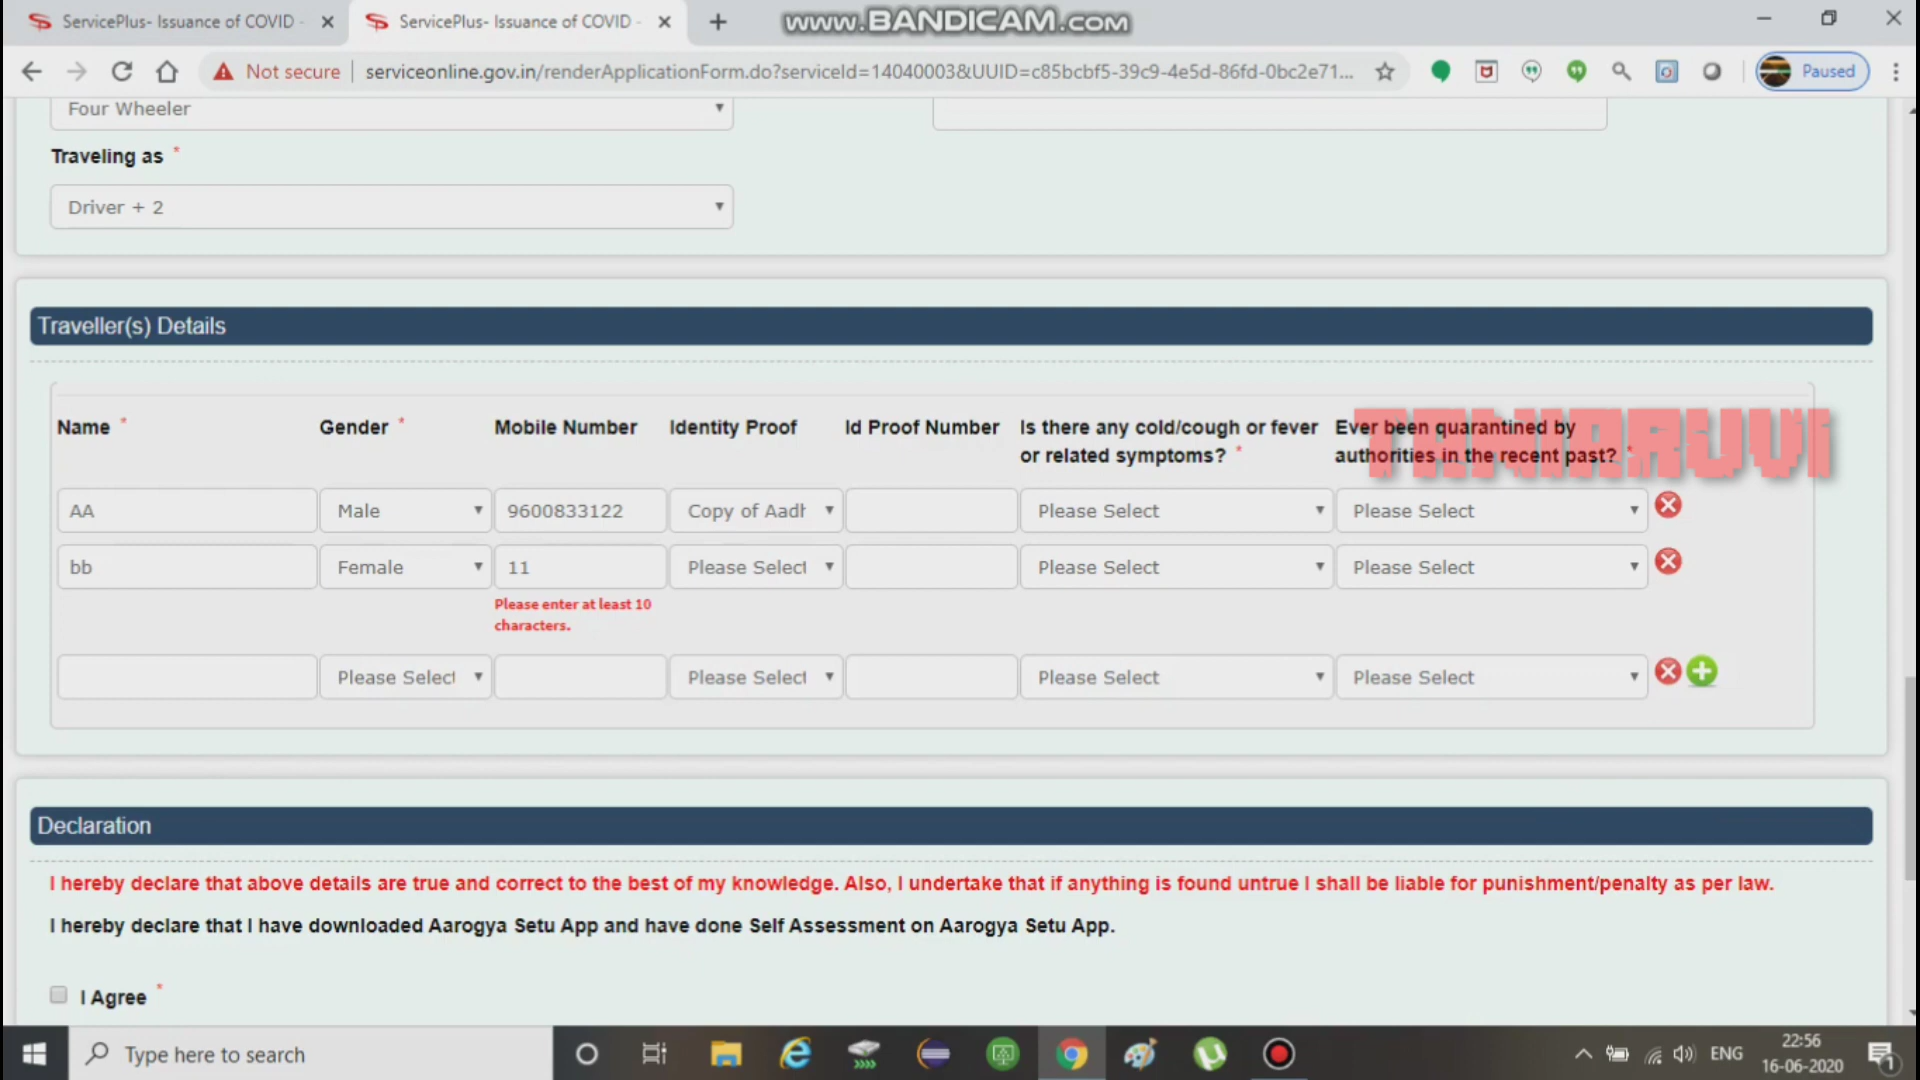 ServicePlus- Issuance of COVID -
ServicePlus- Issuance of COVID -
www.BANDICAM.com
Not secure
serviceonline.gov.in/renderApplicationForm.do?serviceId=14040003&UUID=c85bcbf5-39c9-4e5d-86fd-0bc2e71...
Paused
Four Wheeler
Traveling as *
Driver + 2
Traveller(s) Details
Name * Gender * Mobile Number Identity Proof Id Proof Number Is there any cold/cough or fever Ever been quarantined by
or related symptoms? * authorities in the recent past? *
TANIARUVI
AA Male 9600833122 Copy of Aadh Please Select Please Select
bb Female 11 Please Select Please Select Please Select
Please enter at least 10
characters.
Please Select Please Select Please Select Please Select
Declaration
I hereby declare that above details are true and correct to the best of my knowledge. Also, I undertake that if anything is found untrue I shall be liable for punishment/penalty as per law.
I hereby declare that I have downloaded Aarogya Setu App and have done Self Assessment on Aarogya Setu App.
I Agree *
Type here to search
ENG
22:56
16-06-2020
1